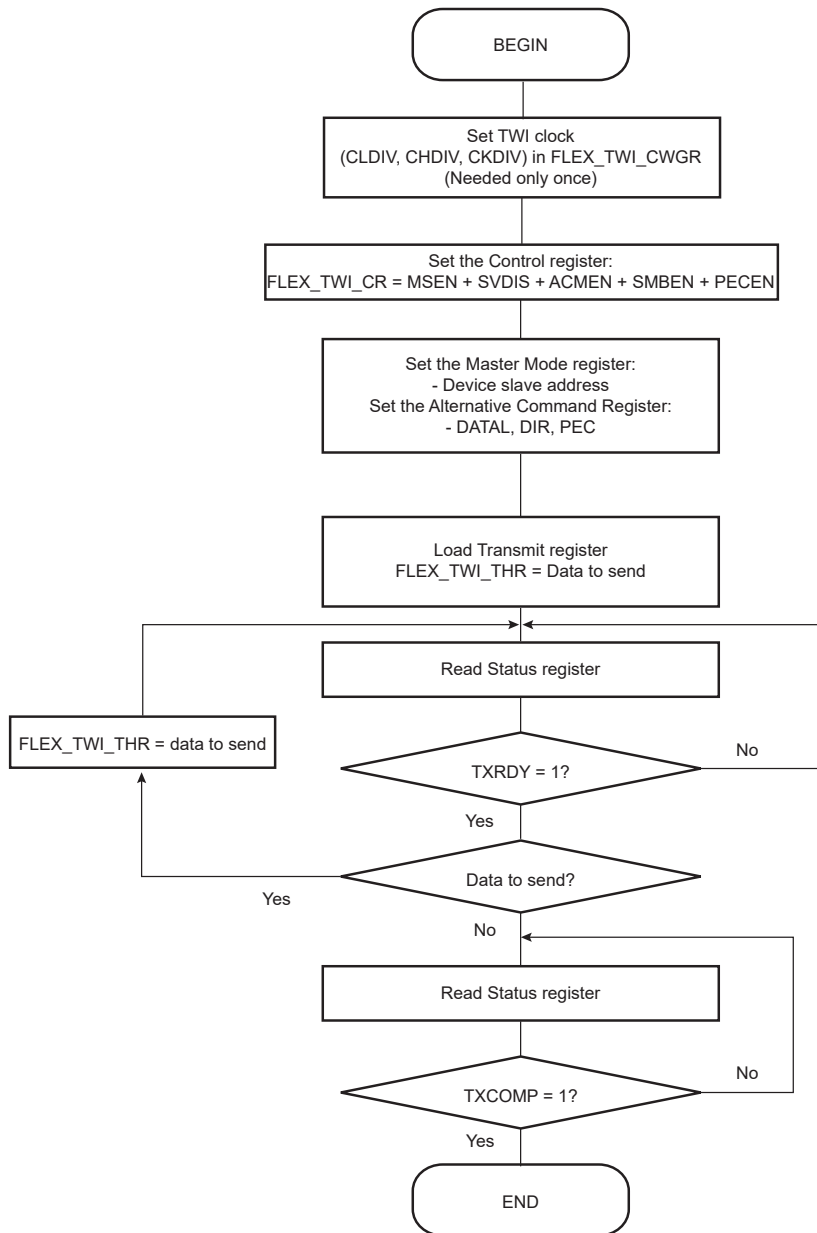 BEGIN
Set TWI clock
(CLDIV, CHDIV, CKDIV) in FLEX_TWI_CWGR
(Needed only once)
Set the Control register:
FLEX_TWI_CR = MSEN + SVDIS + ACMEN + SMBEN + PECEN
Set the Master Mode register:
- Device slave address
Set the Alternative Command Register:
- DATAL, DIR, PEC
Load Transmit register
FLEX_TWI_THR = Data to send
Read Status register
FLEX_TWI_THR = data to send
TXRDY = 1?
No
Yes
Data to send?
Yes
No
Read Status register
TXCOMP = 1?
No
Yes
END